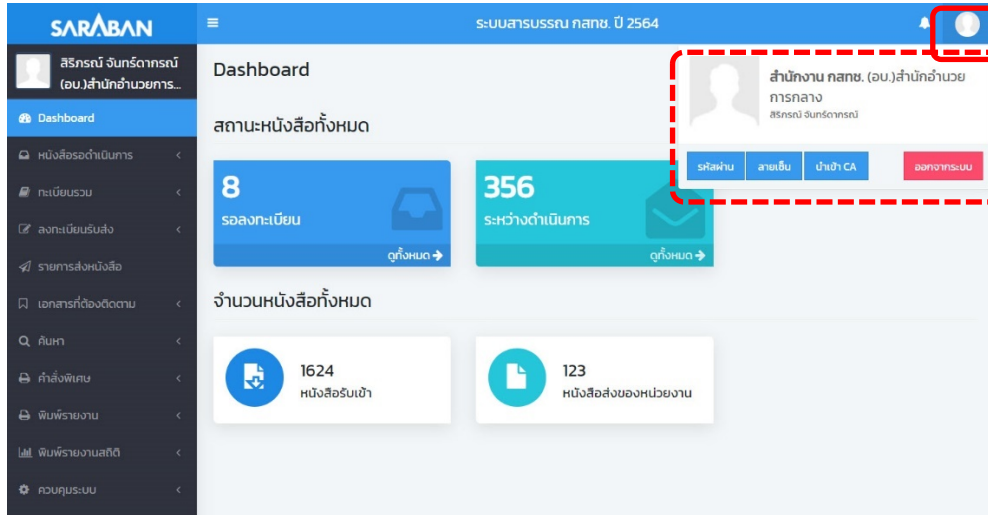 SARABAN
ระบบสารบรรณ กสทช. ปี 2564
สิริภรณ์ จันทร์ดาภรณ์
(อบ.)สำนักอำนวยการ...
Dashboard
หนังสือรอดำเนินการ
ทะเบียนรวม
ลงทะเบียนรับส่ง
รายการส่งหนังสือ
เอกสารที่ต้องติดตาม
ค้นหา
คำสั่งพิเศษ
พิมพ์รายงาน
พิมพ์รายงานสถิติ
ควบคุมระบบ
Dashboard
สถานะหนังสือทั้งหมด
8
รอลงทะเบียน
ดูทั้งหมด
356
ระหว่างดำเนินการ
ดูทั้งหมด
จำนวนหนังสือทั้งหมด
1624
หนังสือรับเข้า
123
หนังสือส่งของหน่วยงาน
สำนักงาน กสทช. (อบ.)สำนักอำนวย
การกลาง
สิริภรณ์ จันทร์ดาภรณ์
รหัสผ่าน
ลายเซ็น
นำเข้า CA
ออกจากระบบ